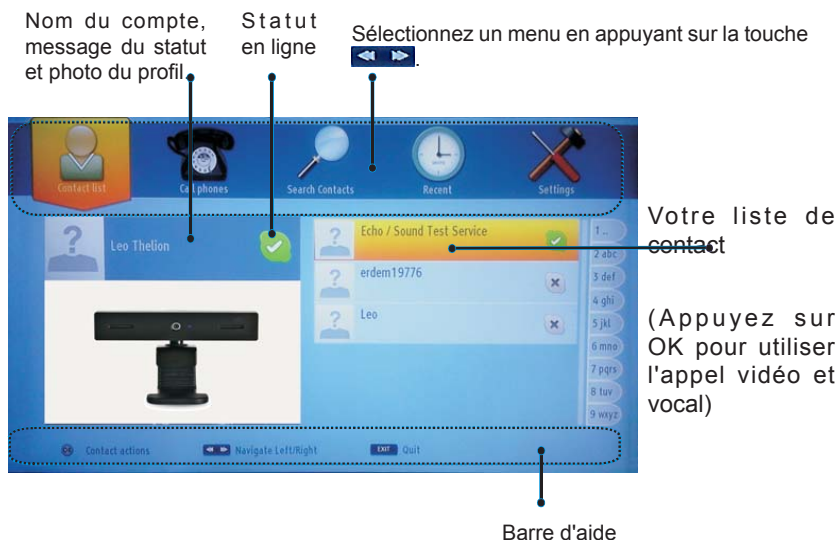 Nom du compte,
message du statut
et photo du profil.
Statut
en ligne
Sélectionnez un menu en appuyant sur la touche
.
Contact list
Call phones
Search Contacts
Recent
Settings
Leo Thelion
Echo / Sound Test Service
erdem19776
Leo
1 ..
2 abc
3 def
4 ghi
5 jkl
6 mno
7 pqrs
8 tuv
9 wxyz
Votre liste de
contact
(Appuyez sur
OK pour utiliser
l'appel vidéo et
vocal)
OK Contact actions
Navigate Left/Right
EXIT Quit
Barre d'aide